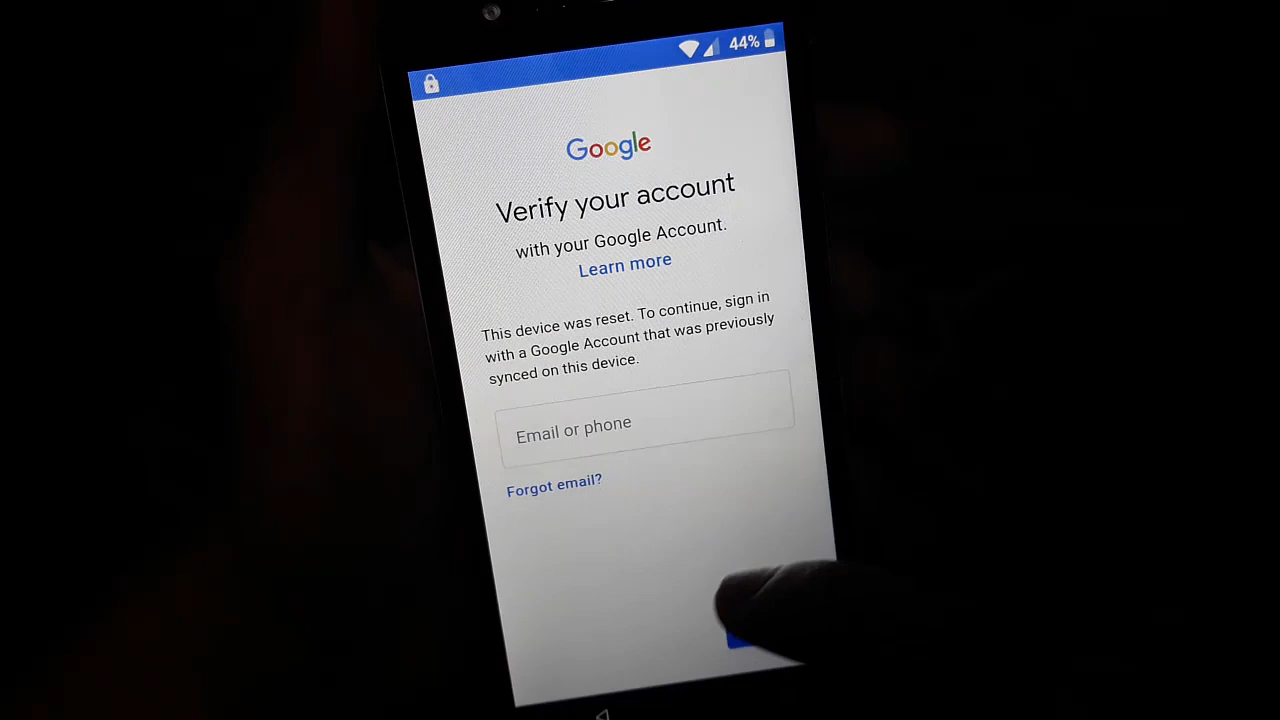 44%
Google
Verify your account
with your Google Account.
Learn more
This device was reset. To continue, sign in
with a Google Account that was previously
synced on this device.
Email or phone
Forgot email?